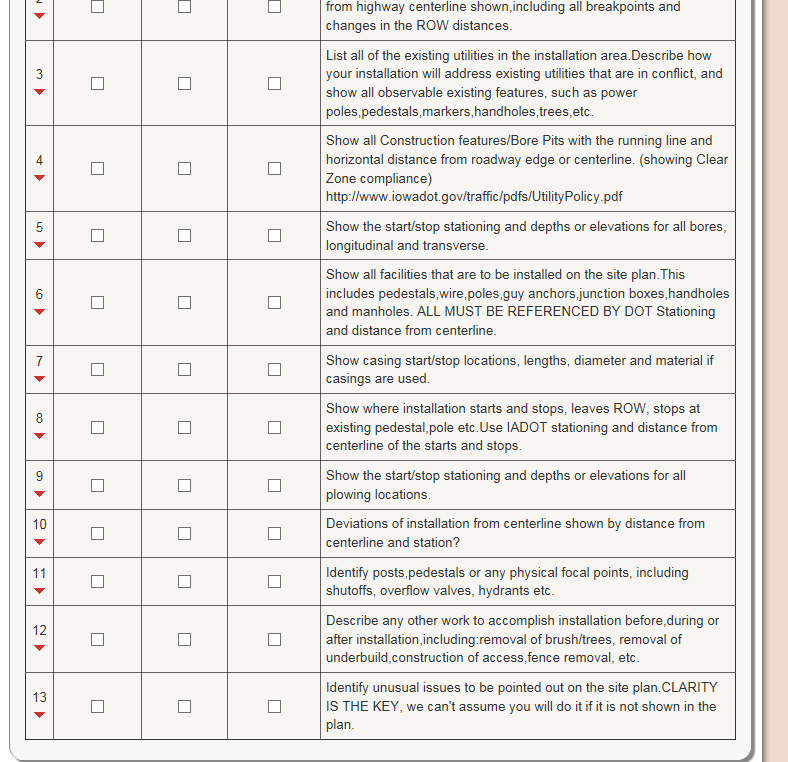 2
from highway centerline shown,including all breakpoints and
changes in the ROW distances.
3
List all of the existing utilities in the installation area.Describe how
your installation will address existing utilities that are in conflict, and
show all observable existing features, such as power
poles,pedestals,markers,handholes,trees,etc.
4
Show all Construction features/Bore Pits with the running line and
horizontal distance from roadway edge or centerline. (showing Clear
Zone compliance)
http://www.iowadot.gov/traffic/pdfs/UtilityPolicy.pdf
5
Show the start/stop stationing and depths or elevations for all bores,
longitudinal and transverse.
6
Show all facilities that are to be installed on the site plan.This
includes pedestals,wire,poles,guy anchors,junction boxes,handholes
and manholes. ALL MUST BE REFERENCED BY DOT Stationing
and distance from centerline.
7
Show casing start/stop locations, lengths, diameter and material if
casings are used.
8
Show where installation starts and stops, leaves ROW, stops at
existing pedestal,pole etc.Use IADOT stationing and distance from
centerline of the starts and stops.
9
Show the start/stop stationing and depths or elevations for all
plowing locations.
10
Deviations of installation from centerline shown by distance from
centerline and station?
11
Identify posts,pedestals or any physical focal points, including
shutoffs, overflow valves, hydrants etc.
12
Describe any other work to accomplish installation before,during or
after installation,including:removal of brush/trees, removal of
underbuild,construction of access,fence removal, etc.
13
Identify unusual issues to be pointed out on the site plan.CLARITY
IS THE KEY, we can't assume you will do it if it is not shown in the
plan.